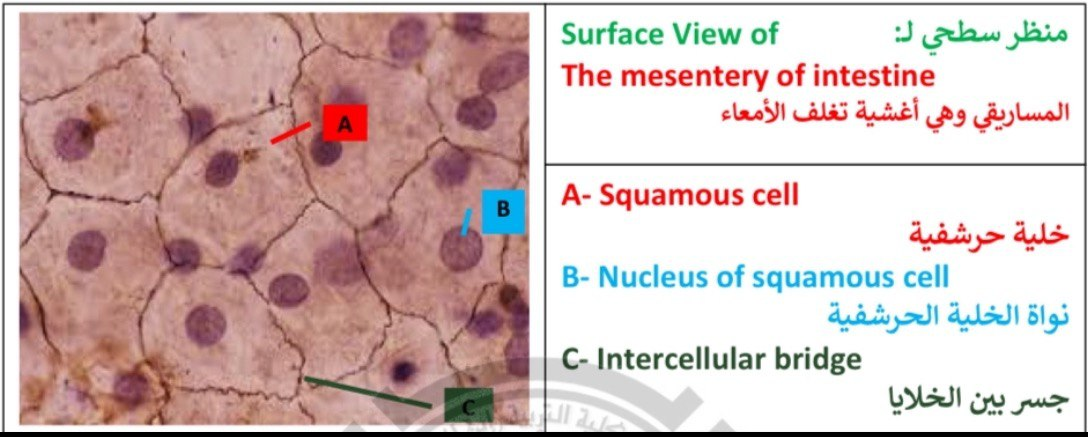 A
B
C
Surface View of
منظر سطحي لـ:
The mesentery of intestine
المساريقي وهي أغشية تغلف الأمعاء
A- Squamous cell
خلية حرشفية
B- Nucleus of squamous cell
نواة الخلية الحرشفية
C- Intercellular bridge
جسر بين الخلايا
كلية